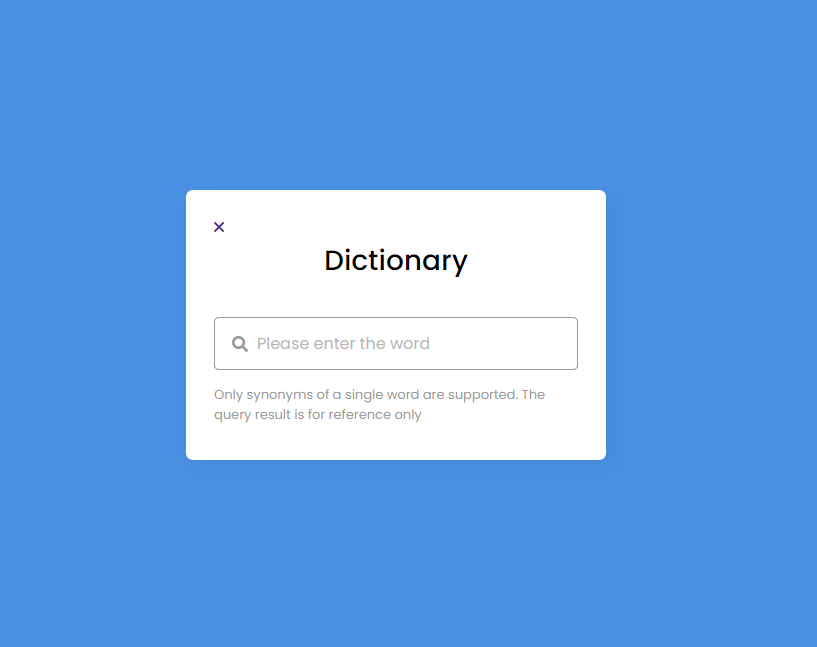 Dictionary
Please enter the word
Only synonyms of a single word are supported. The
query result is for reference only